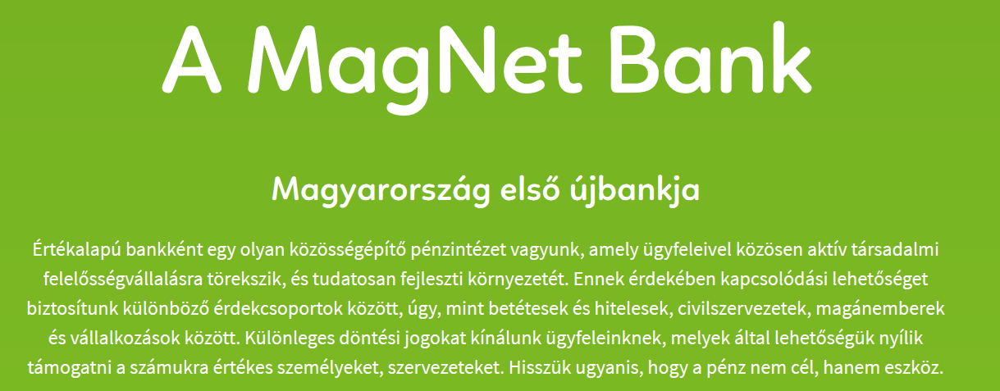 A MagNet Bank
Magyarország első újbankja
Értékalapú bankként egy olyan közösségépítő pénzintézet vagyunk, amely ügyfeleivel közösen aktív társadalmi
felelősségvállalásra törekszik, és tudatosan fejleszti környezetét. Ennek érdekében kapcsolódási lehetőséget
biztosítunk különböző érdekcsoportok között, úgy, mint betétesek és hitelesek, civilszervezetek, magánemberek
és vállalkozások között. Különleges döntési jogokat kínálunk ügyfeleinknek, melyek által lehetőségük nyílik
támogatni a számukra értékes személyeket, szervezeteket. Hisszük ugyanis, hogy a pénz nem cél, hanem eszköz.